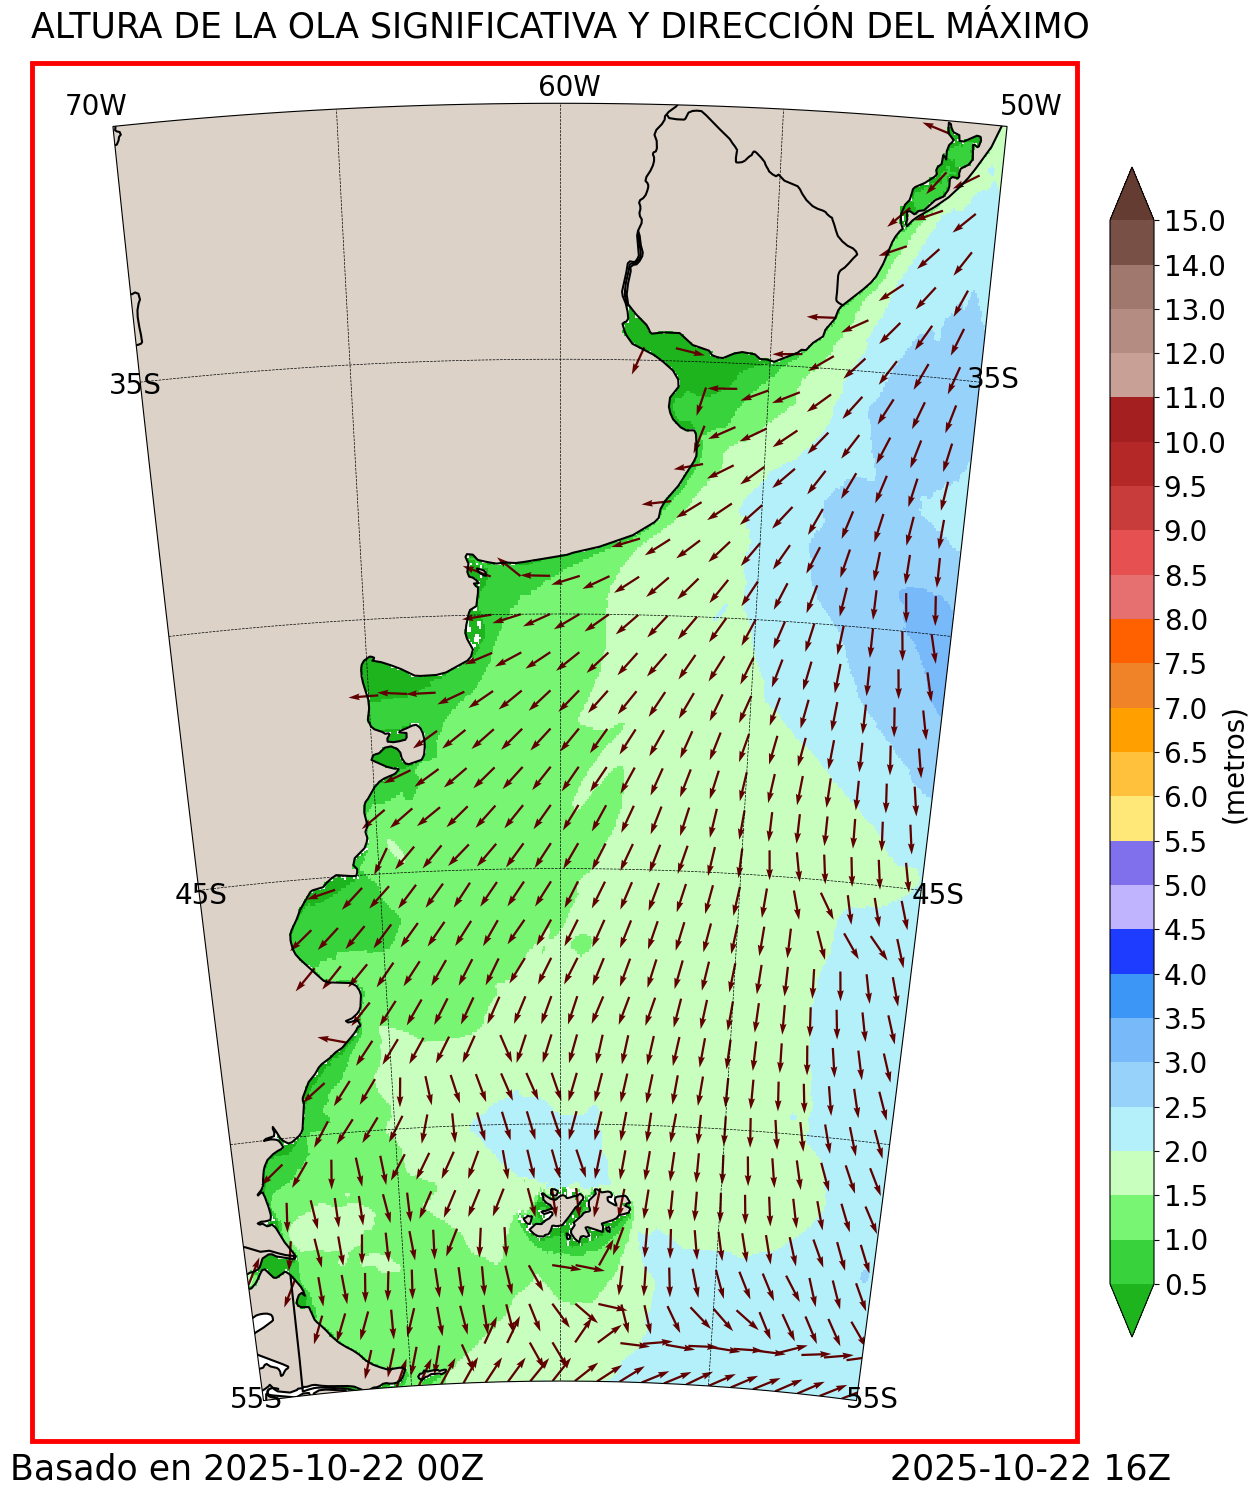 ALTURA DE LA OLA SIGNIFICATIVA Y DIRECCIÓN DEL MÁXIMO
70W
60W
50W
35S
35S
45S
45S
55S
55S
15.0
14.0
13.0
12.0
11.0
10.0
9.5
9.0
8.5
8.0
7.5
7.0
6.5
6.0
5.5
5.0
4.5
4.0
3.5
3.0
2.5
2.0
1.5
1.0
0.5
(metros)
Basado en 2025-10-22 00Z
2025-10-22 16Z